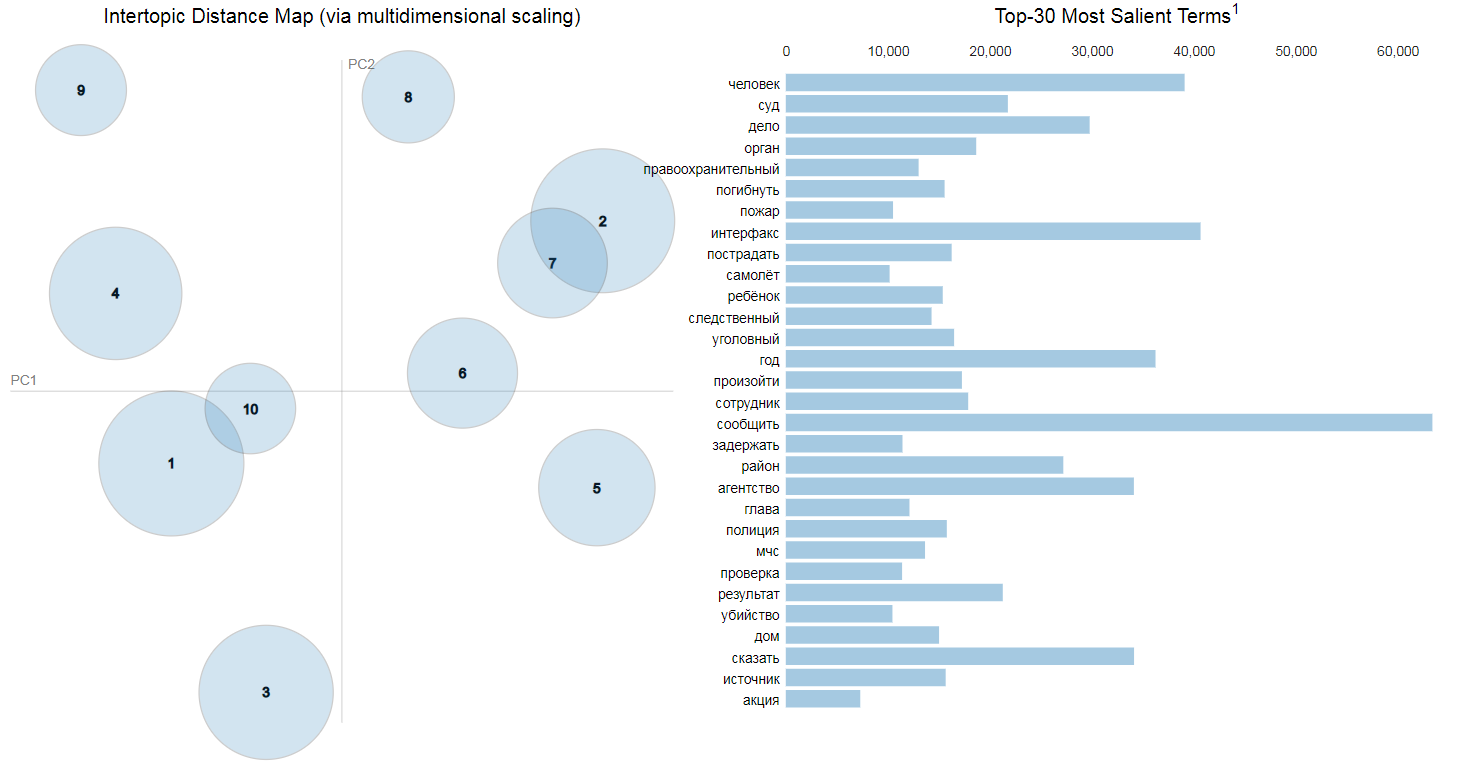 Intertopic Distance Map (via multidimensional scaling)
PC2
PC1
9
8
2
7
4
6
10
1
5
3
Top-30 Most Salient Terms1
0 10,000 20,000 30,000 40,000 50,000 60,000
человек
суд
дело
орган
правоохранительный
погибнуть
пожар
интерфакс
пострадать
самолёт
ребёнок
следственный
уголовный
год
произойти
сотрудник
сообщить
задержать
район
агентство
глава
полиция
мчс
проверка
результат
убийство
дом
сказать
источник
акция